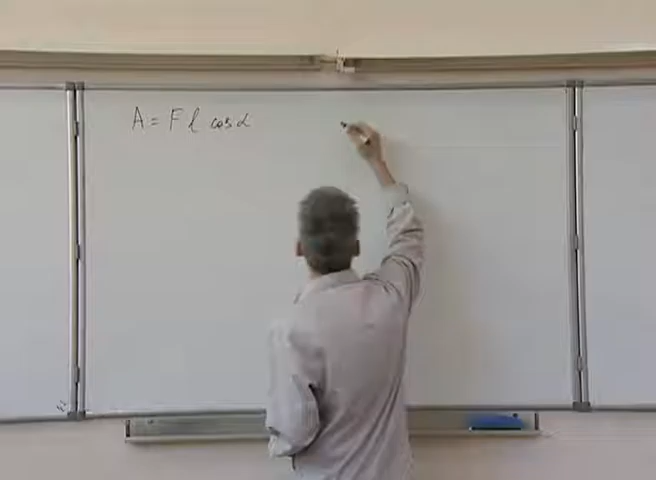 A = F l cos α